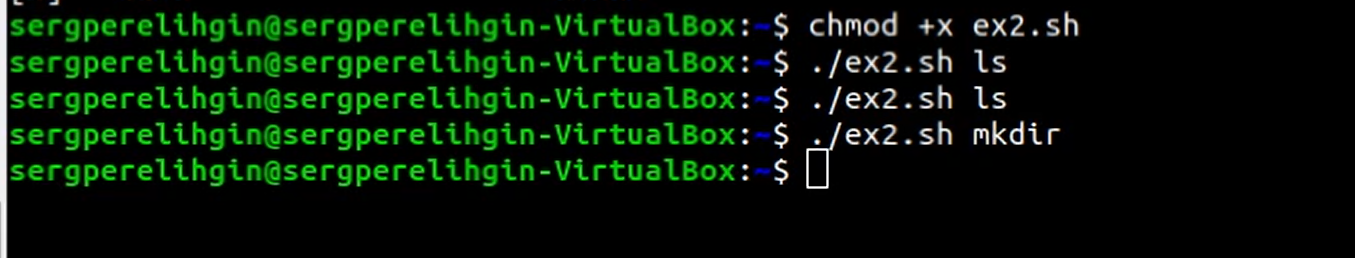 sergperelihgin@sergperelihgin-VirtualBox:~$ chmod +x ex2.sh
sergperelihgin@sergperelihgin-VirtualBox:~$ ./ex2.sh ls
sergperelihgin@sergperelihgin-VirtualBox:~$ ./ex2.sh ls
sergperelihgin@sergperelihgin-VirtualBox:~$ ./ex2.sh mkdir
sergperelihgin@sergperelihgin-VirtualBox:~$